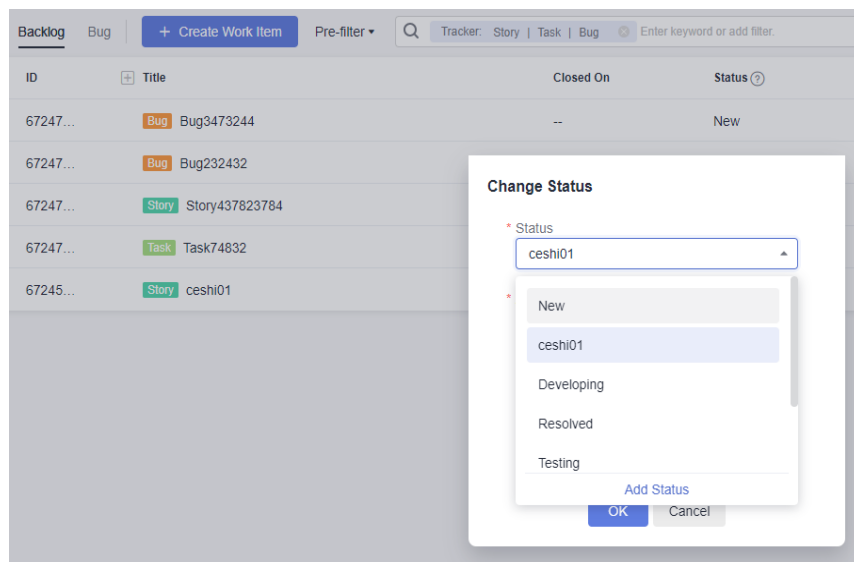 Backlog Bug + Create Work Item Pre-filter Tracker: Story | Task | Bug Enter keyword or add filter.
ID Title Closed On Status ?
67247... Bug Bug3473244 -- New
67247... Bug Bug232432
67247... Story Story437823784
67247... Task Task74832
67245... Story ceshi01
Change Status
* Status
ceshi01
*
New
ceshi01
Developing
Resolved
Testing
Add Status
OK Cancel